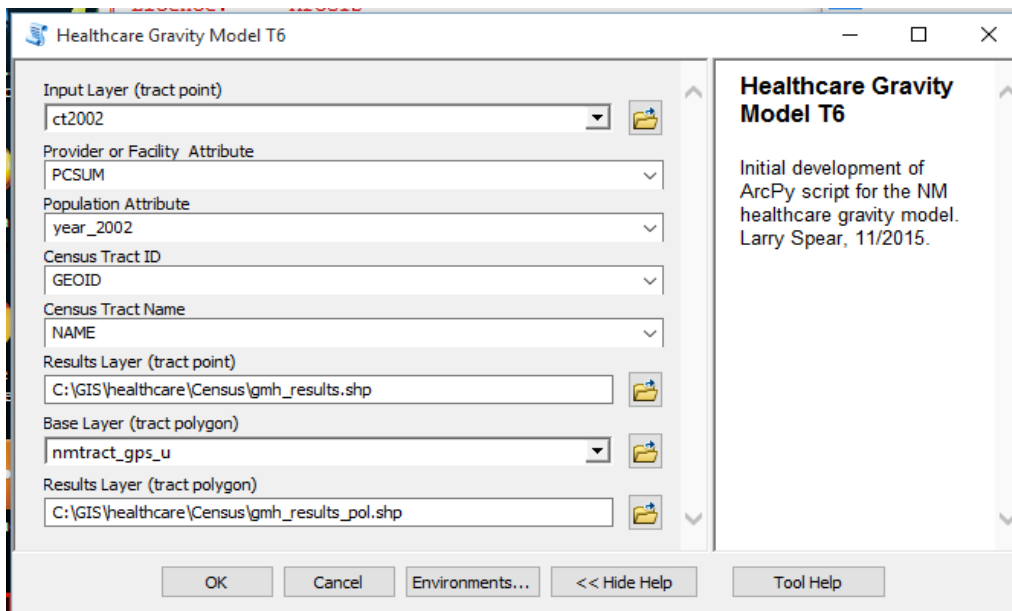 Healthcare Gravity Model T6
Input Layer (tract point)
ct2002
Provider or Facility  Attribute
PCSUM
Population Attribute
year_2002
Census Tract ID
GEOID
Census Tract Name
NAME
Results Layer (tract point)
C:\GIS\healthcare\Census\gmh_results.shp
Base Layer (tract polygon)
nmtract_gps_u
Results Layer (tract polygon)
C:\GIS\healthcare\Census\gmh_results_pol.shp
OK Cancel Environments... << Hide Help Tool Help
Healthcare Gravity
Model T6
Initial development of
ArcPy script for the NM
healthcare gravity model.
Larry Spear, 11/2015.